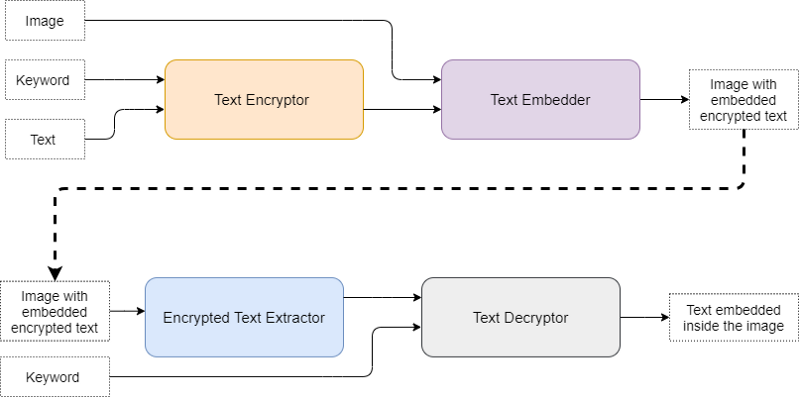 Image
Keyword
Text
Text Encryptor
Text Embedder
Image with
embedded
encrypted text
Image with
embedded
encrypted text
Keyword
Encrypted Text Extractor
Text Decryptor
Text embedded
inside the image